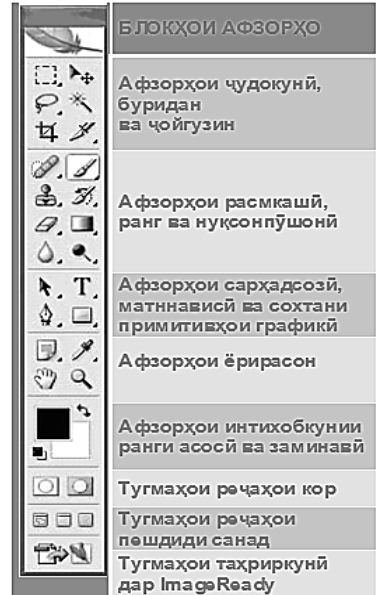 БЛОКҲОИ АФЗОРҲО
Афзорҳои ҷудокунӣ,
буридан
ва ҷойгузин
Афзорҳои расмкашӣ,
ранг ва нуқсонпӯшонӣ
Афзорҳои сарҳадсозӣ,
матннависӣ ва сохтани
примитивҳои графикӣ
Афзорҳои ёрирасон
Афзорҳои интихобкунии
ранги асосӣ ва заминавӣ
Тугмаҳои реҷаҳои кор
Тугмаҳои реҷаҳои
пешдиди санад
Тугмаҳои таҳриркунӣ
дар ImageReady